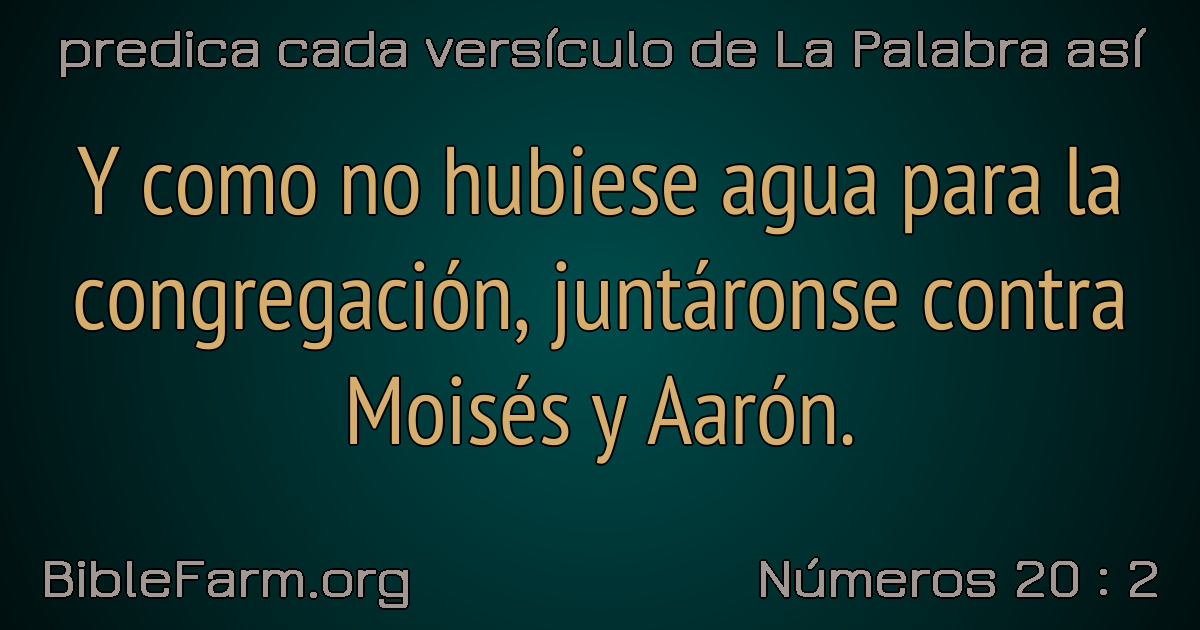 predica cada versículo de La Palabra así
Y como no hubiese agua para la
congregación, juntáronse contra
Moisés y Aarón.
BibleFarm.org
Números 20 : 2